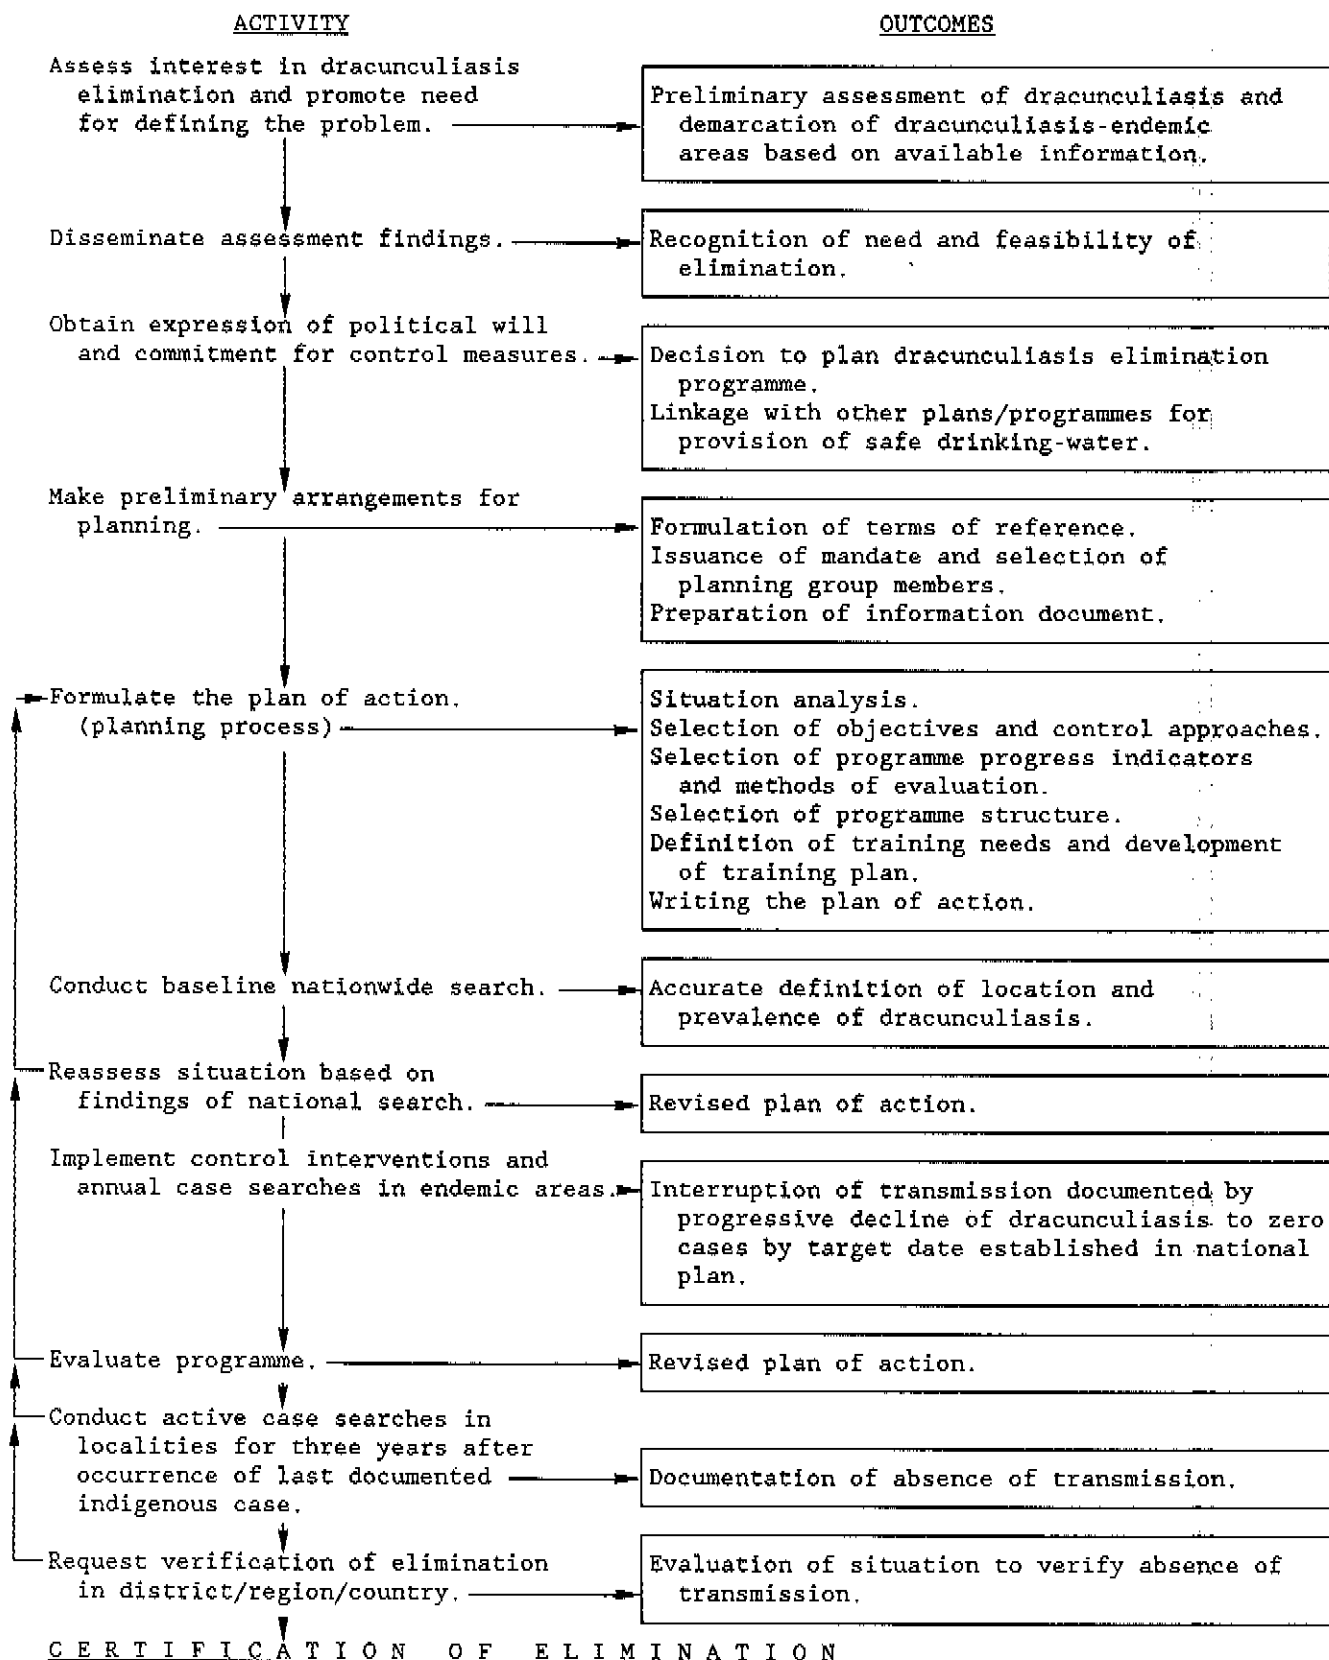 ACTIVITY
OUTCOMES
Assess interest in dracunculiasis
elimination and promote need
for defining the problem.
Preliminary assessment of dracunculiasis and
demarcation of dracunculiasis-endemic
areas based on available information.
Disseminate assessment findings.
Recognition of need and feasibility of
elimination.
Obtain expression of political will
and commitment for control measures.
Decision to plan dracunculiasis elimination
programme.
Linkage with other plans/programmes for
provision of safe drinking-water.
Make preliminary arrangements for
planning.
Formulation of terms of reference.
Issuance of mandate and selection of
planning group members.
Preparation of information document.
Formulate the plan of action.
(planning process)
Situation analysis.
Selection of objectives and control approaches.
Selection of programme progress indicators
and methods of evaluation.
Selection of programme structure.
Definition of training needs and development
of training plan.
Writing the plan of action.
Conduct baseline nationwide search.
Accurate definition of location and
prevalence of dracunculiasis.
Reassess situation based on
findings of national search.
Revised plan of action.
Implement control interventions and
annual case searches in endemic areas.
Interruption of transmission documented by
progressive decline of dracunculiasis to zero
cases by target date established in national
plan.
Evaluate programme.
Revised plan of action.
Conduct active case searches in
localities for three years after
occurrence of last documented
indigenous case.
Documentation of absence of transmission.
Request verification of elimination
in district/region/country.
Evaluation of situation to verify absence of
transmission.
CERTIFICATION OF ELIMINATION